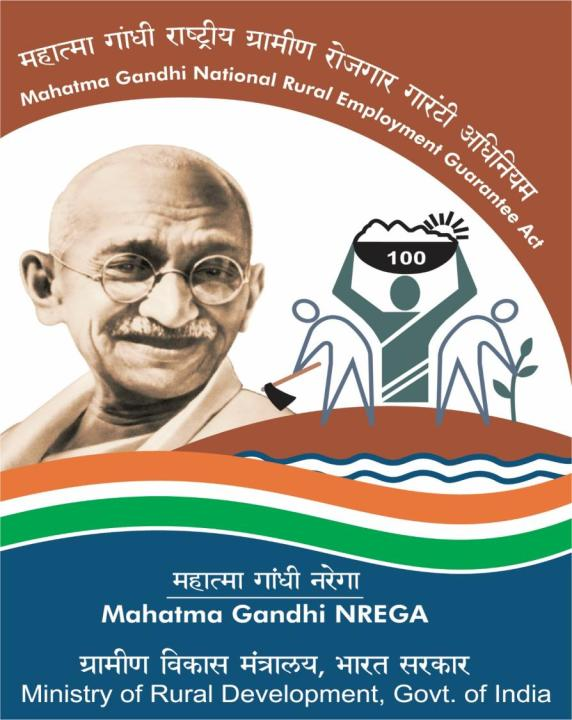 महात्मा गांधी राष्ट्रीय ग्रामीण रोजगार गारंटी अधिनियम
Mahatma Gandhi National Rural Employment Guarantee Act
100
महात्मा गांधी नरेगा
Mahatma Gandhi NREGA
ग्रामीण विकास मंत्रालय, भारत सरकार
Ministry of Rural Development, Govt. of India